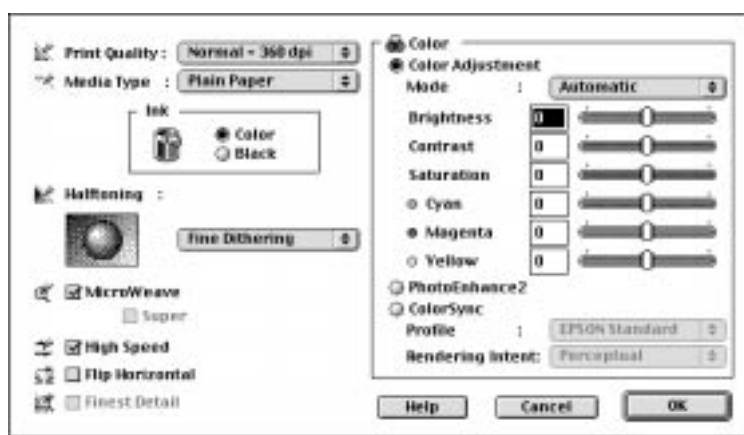 Print Quality: Normal - 360 dpi
Media Type : Plain Paper
Ink
Color
Black
Halftoning :
Fine Dithering
MicroWeave
Super
High Speed
Flip Horizontal
Finest Detail
Color
Color Adjustment
Mode : Automatic
Brightness 0
Contrast 0
Saturation 0
Cyan 0
Magenta 0
Yellow 0
PhotoEnhance2
ColorSync
Profile : EPSON Standard
Rendering Intent: Perceptual
Help Cancel OK